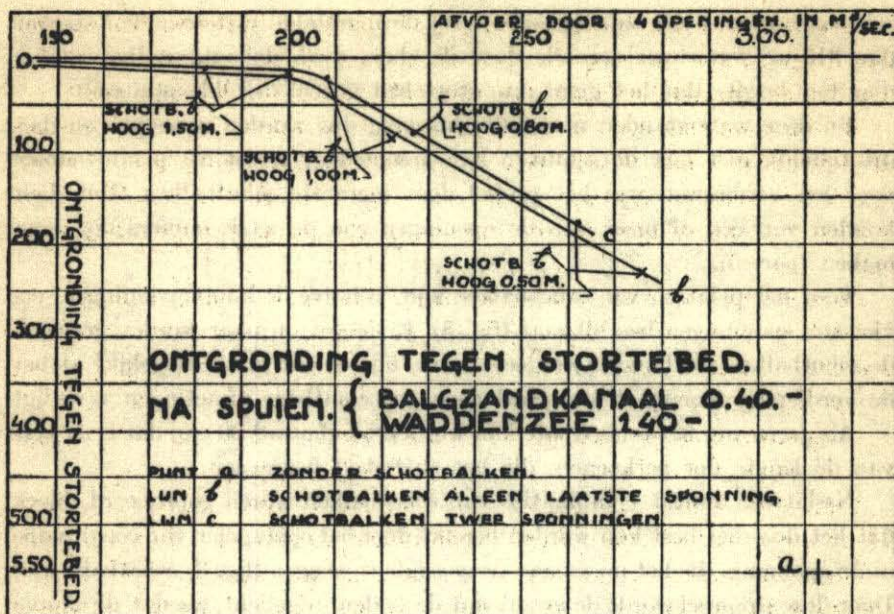 AFVOER DOOR 4 OPENINGEN. IN M³/SEC.
150 200 250 3.00.
0.
SCHOTB. b
HOOG 1,50 M.
SCHOTB. b
HOOG 0,80 M.
100
SCHOTB. b
HOOG 1,00 M.
200
c
SCHOTB. b
HOOG 0,50 M.
b
300
ONTGRONDING TEGEN STORTEBED.
ONTGRONDING TEGEN STORTEBED.
NA SPUIEN. { BALGZANDKANAAL 0.40.-
WADDENZEE 1.40-
400
PUNT a ZONDER SCHOTBALKEN.
LIJN b SCHOTBALKEN ALLEEN LAATSTE SPONNING
500
LIJN c SCHOTBALKEN TWEE SPONNINGEN
550
a